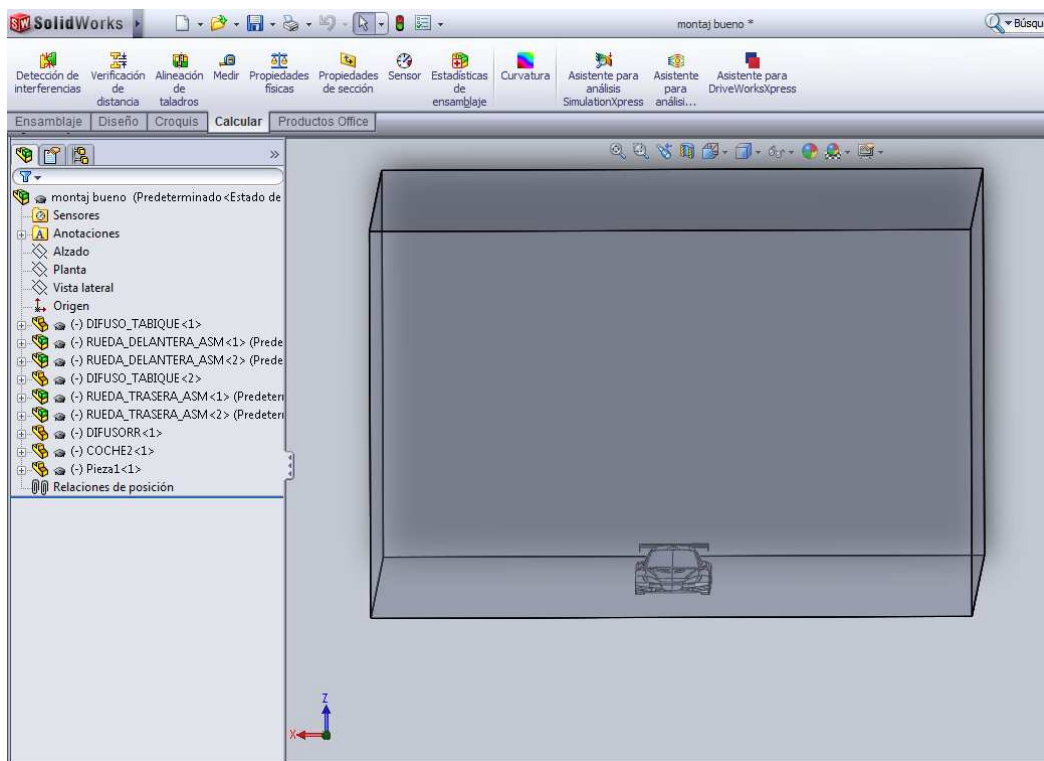 SolidWorks
montaj bueno *
Búsqu
Detección de interferencias
Verificación de distancia
Alineación de taladros
Medir
Propiedades físicas
Propiedades de sección
Sensor
Estadísticas de ensamblaje
Curvatura
Asistente para análisis SimulationXpress
Asistente para análisi...
Asistente para DriveWorksXpress
Ensamblaje Diseño Croquis Calcular Productos Office
montaj bueno (Predeterminado<Estado de
Sensores
Anotaciones
Alzado
Planta
Vista lateral
Origen
(-) DIFUSO_TABIQUE<1>
(-) RUEDA_DELANTERA_ASM<1> (Prede
(-) RUEDA_DELANTERA_ASM<2> (Prede
(-) DIFUSO_TABIQUE<2>
(-) RUEDA_TRASERA_ASM<1> (Predeter
(-) RUEDA_TRASERA_ASM<2> (Predeter
(-) DIFUSORR<1>
(-) COCHE2<1>
(-) Pieza1<1>
Relaciones de posición
Z
X